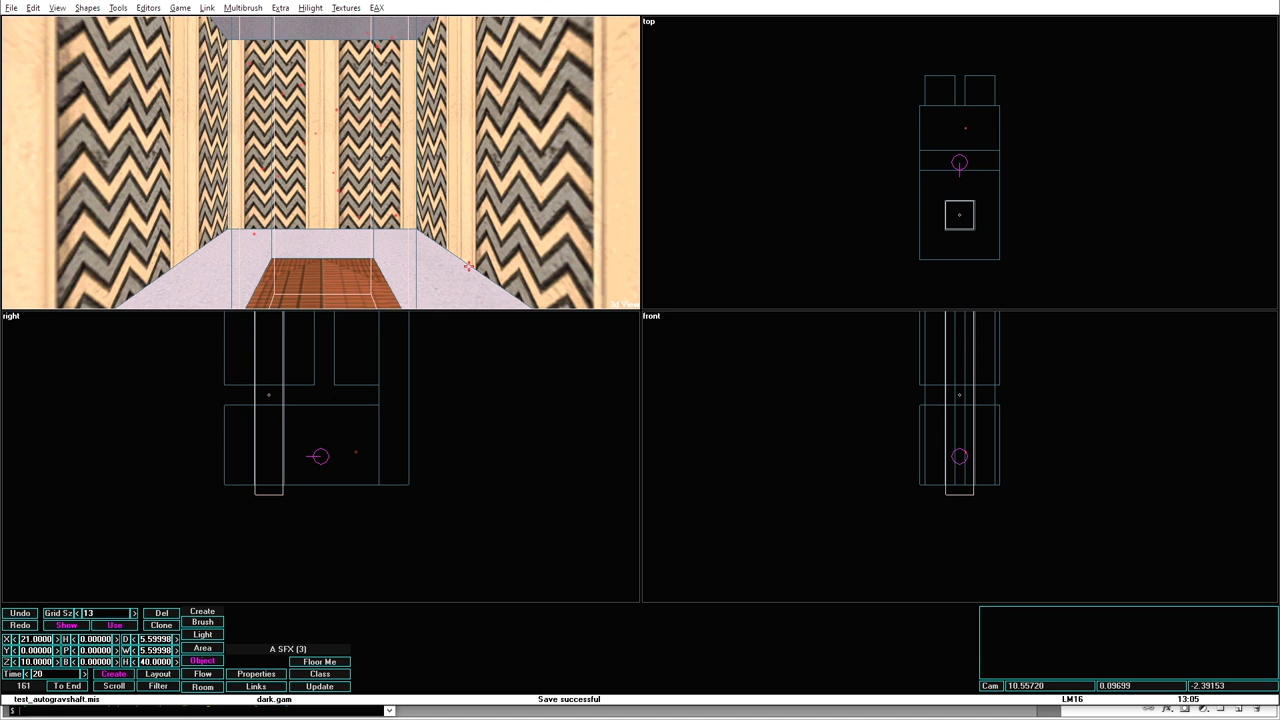 File Edit View Shapes Tools Editors Game Link Multibrush Extra Hilight Textures EAX
top
3d View
right
front
Undo Grid Sz < 13 > Del
Redo Show Use Clone
X < 21.0000 > H < 0.00000 > D < 5.59998 >
Y < 0.00000 > P < 0.00000 > W < 5.59998 >
Z < 10.0000 > B < 0.00000 > H < 40.0000 >
Time < 20 > Create Layout
161 To End Scroll Filter
Create
Brush
Light
Area
Object
Flow
Room
A SFX (3)
Floor Me
Properties Class
Links Update
Cam 10.55720 0.09699 -2.39153
test_autogravshaft.mis dark.gam Save successful LM16 13:05
$